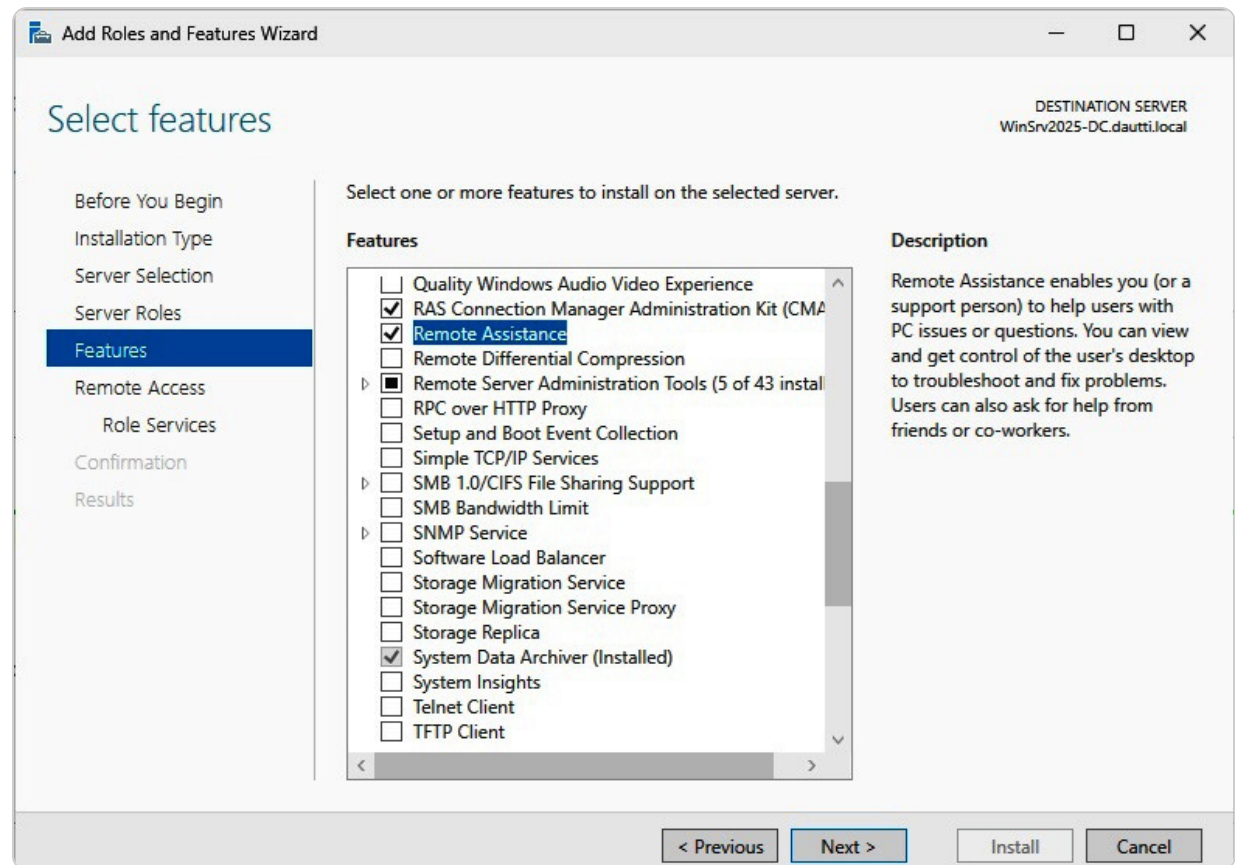 Add Roles and Features Wizard
Select features
DESTINATION SERVER
WinSrv2025-DC.dautti.local
Before You Begin
Installation Type
Server Selection
Server Roles
Features
Remote Access
Role Services
Confirmation
Results
Select one or more features to install on the selected server.
Features
Quality Windows Audio Video Experience
RAS Connection Manager Administration Kit (CMA
Remote Assistance
Remote Differential Compression
Remote Server Administration Tools (5 of 43 instal
RPC over HTTP Proxy
Setup and Boot Event Collection
Simple TCP/IP Services
SMB 1.0/CIFS File Sharing Support
SMB Bandwidth Limit
SNMP Service
Software Load Balancer
Storage Migration Service
Storage Migration Service Proxy
Storage Replica
System Data Archiver (Installed)
System Insights
Telnet Client
TFTP Client
Description
Remote Assistance enables you (or a
support person) to help users with
PC issues or questions. You can view
and get control of the user's desktop
to troubleshoot and fix problems.
Users can also ask for help from
friends or co-workers.
< Previous
Next >
Install
Cancel